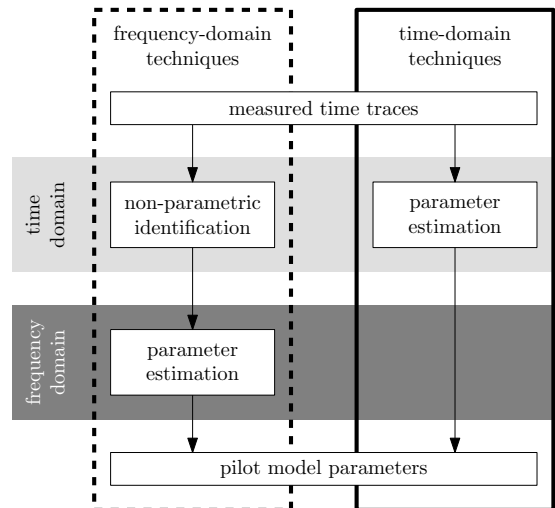 frequency-domain
techniques
time-domain
techniques
measured time traces
time
domain
non-parametric
identification
parameter
estimation
frequency
domain
parameter
estimation
pilot model parameters